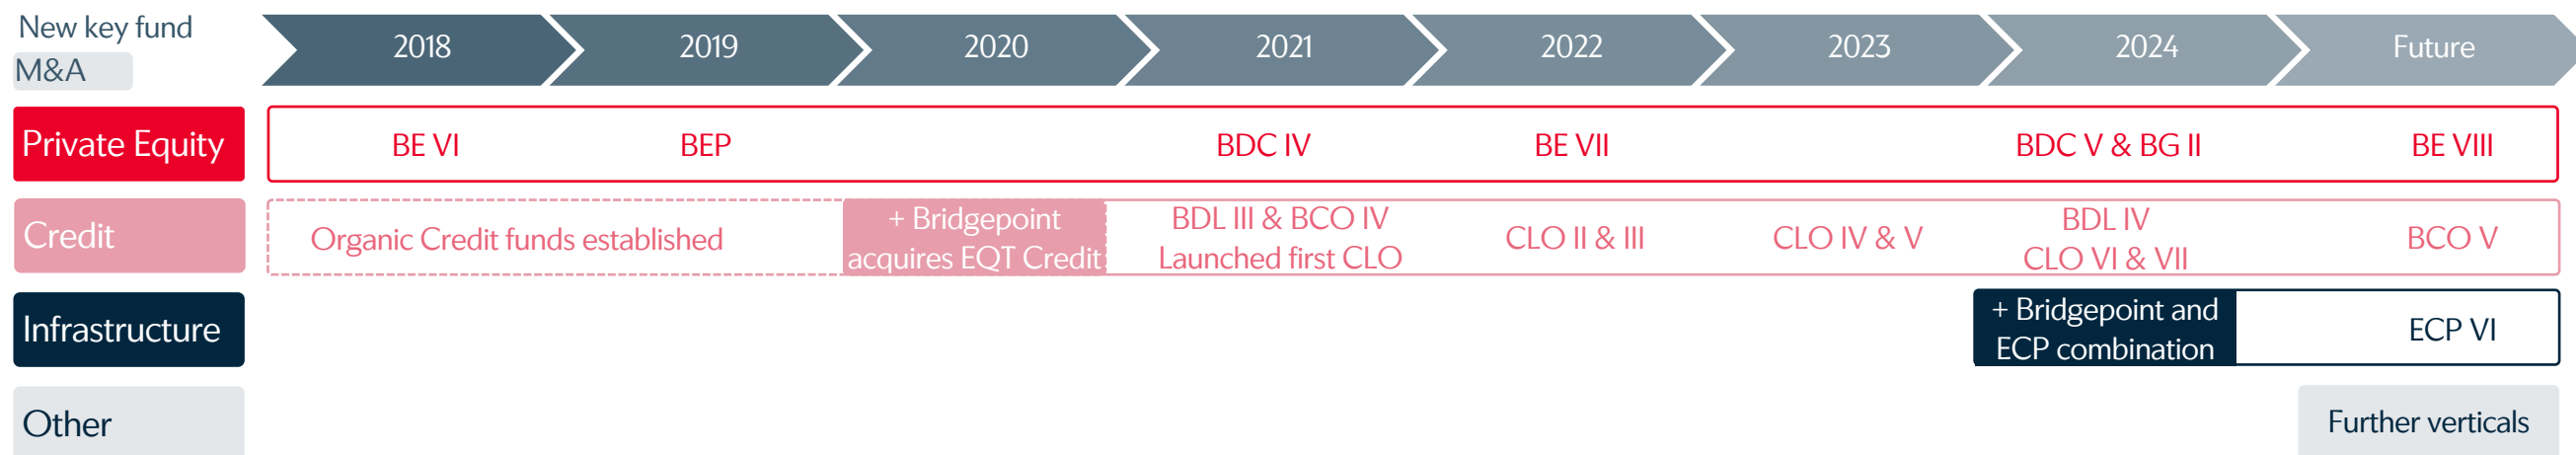 New key fund
M&A
2018
2019
2020
2021
2022
2023
2024
Future
Private Equity
BE VI
BEP
BDC IV
BE VII
BDC V & BG II
BE VIII
Credit
Organic Credit funds established
+ Bridgepoint
acquires EQT Credit
BDL III & BCO IV
Launched first CLO
CLO II & III
CLO IV & V
BDL IV
CLO VI & VII
BCO V
Infrastructure
+ Bridgepoint and
ECP combination
ECP VI
Other
Further verticals